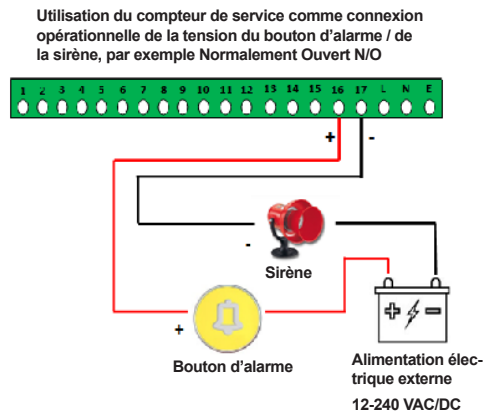 Utilisation du compteur de service comme connexion
opérationnelle de la tension du bouton d'alarme / de
la sirène, par exemple Normalement Ouvert N/O
1 2 3 4 5 6 7 8 9 10 11 12 13 14 15 16 17 L N E
+ -
-
Sirène
+ -
+
Bouton d'alarme
Alimentation élec-
trique externe
12-240 VAC/DC